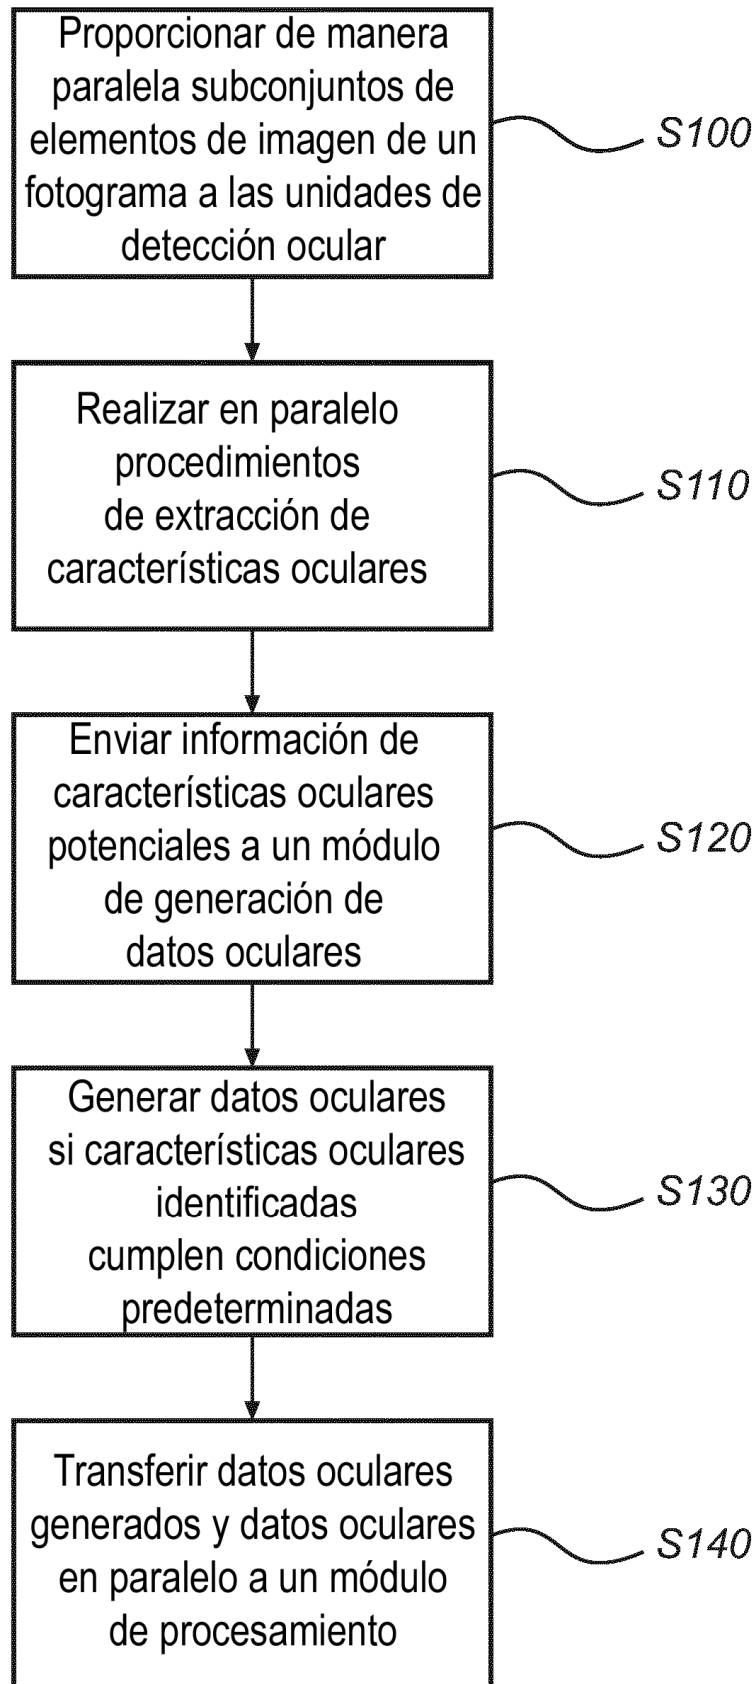 Proporcionar de manera
paralela subconjuntos de
elementos de imagen de un
fotograma a las unidades de
detección ocular
S100
Realizar en paralelo
procedimientos
de extracción de
características oculares
S110
Enviar información de
características oculares
potenciales a un módulo
de generación de
datos oculares
S120
Generar datos oculares
si características oculares
identificadas
cumplen condiciones
predeterminadas
S130
Transferir datos oculares
generados y datos oculares
en paralelo a un módulo
de procesamiento
S140